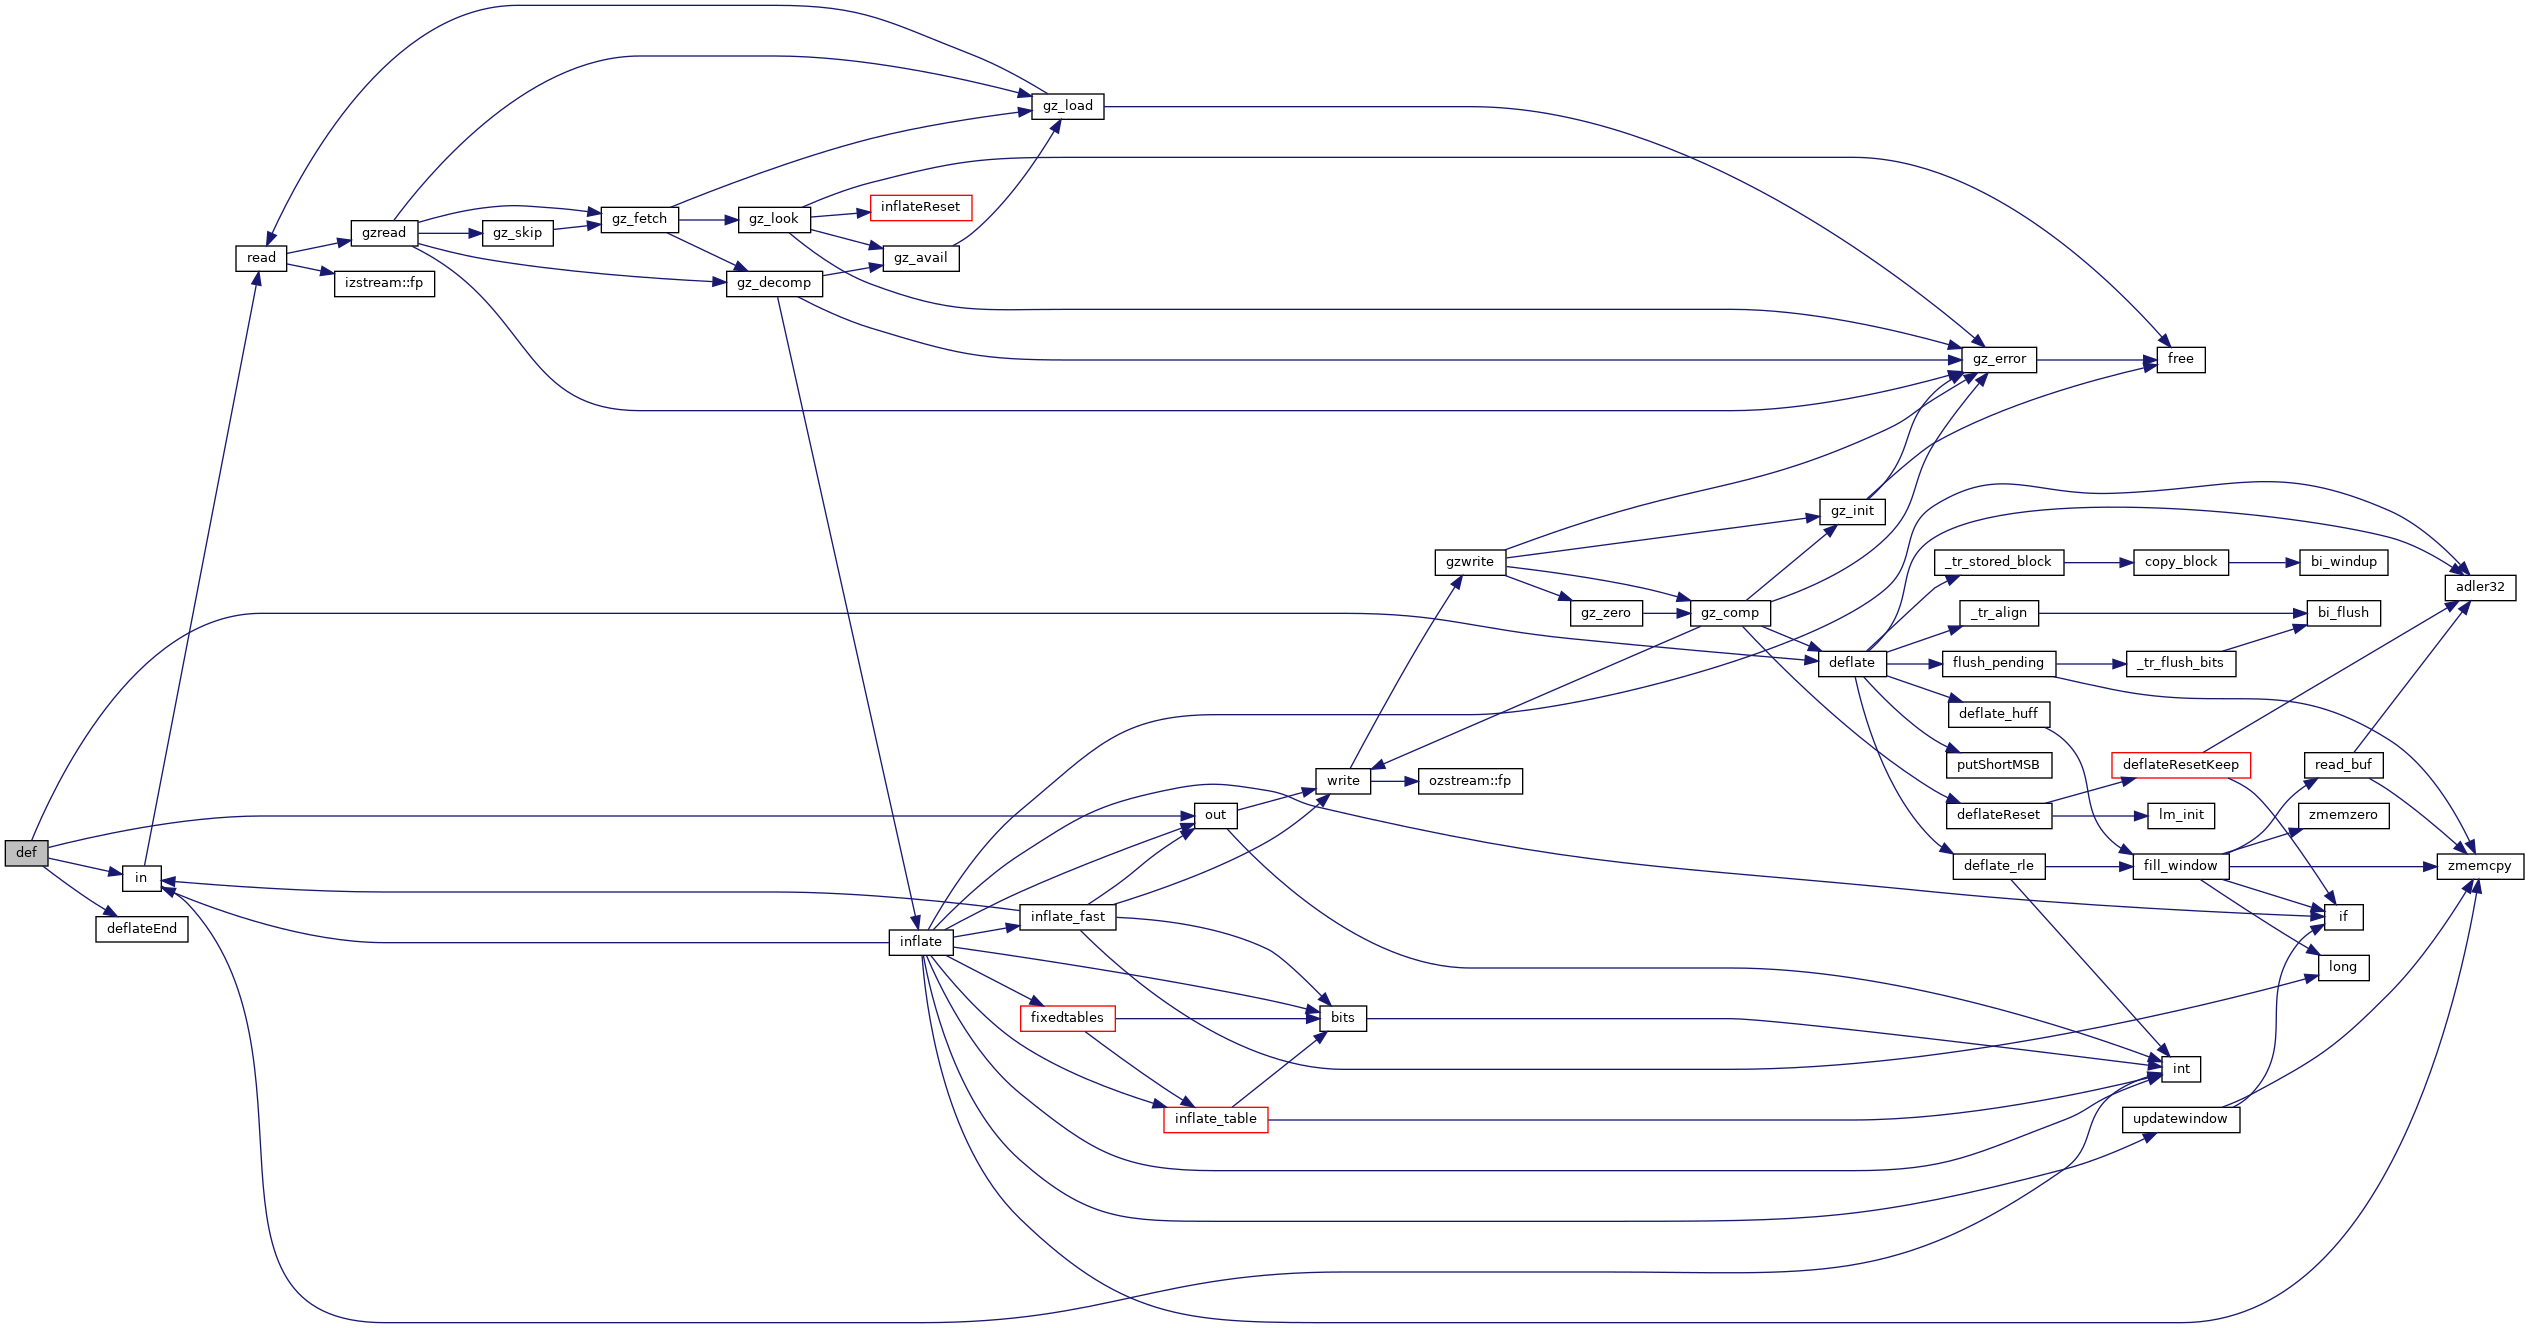 def
in
deflateEnd
read
gzread
izstream::fp
gz_skip
gz_fetch
gz_look
gz_decomp
inflateReset
gz_avail
gz_load
inflate
inflate_fast
fixedtables
inflate_table
out
bits
write
ozstream::fp
gzwrite
gz_zero
gz_comp
gz_init
deflate
gz_error
free
_tr_stored_block
copy_block
bi_windup
_tr_align
bi_flush
flush_pending
_tr_flush_bits
deflate_huff
putShortMSB
deflateReset
deflateResetKeep
lm_init
deflate_rle
fill_window
read_buf
zmemzero
zmemcpy
adler32
if
long
int
updatewindow